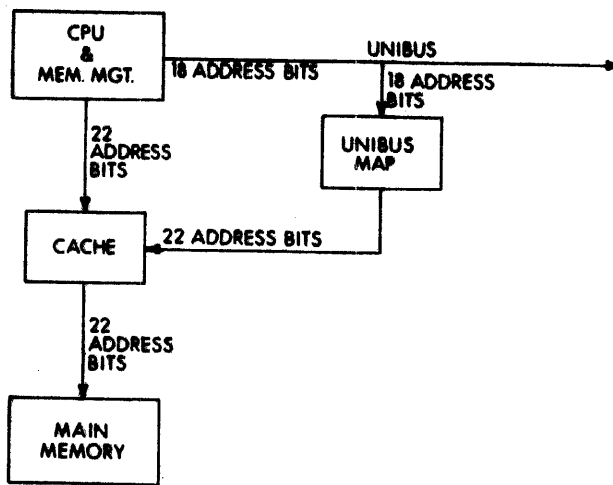 CPU
&
MEM. MGT.
UNIBUS
18 ADDRESS BITS
18 ADDRESS
BITS
UNIBUS
MAP
22
ADDRESS
BITS
CACHE
22 ADDRESS BITS
22
ADDRESS
BITS
MAIN
MEMORY